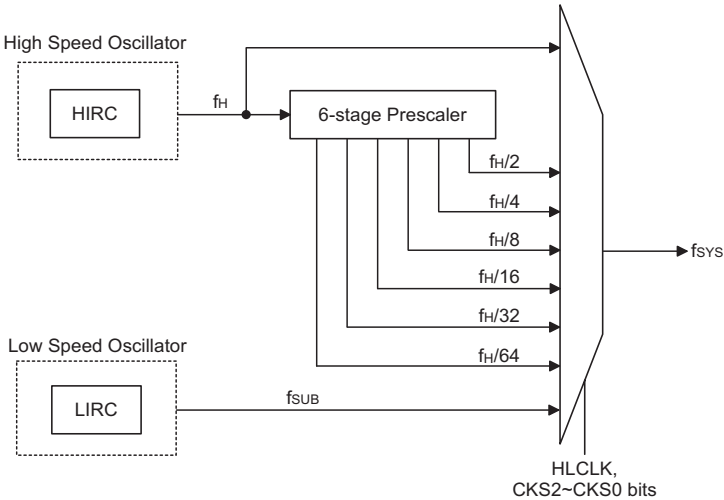 High Speed Oscillator
HIRC
fH
6-stage Prescaler
fH/2
fH/4
fH/8
fH/16
fH/32
fH/64
fSYS
Low Speed Oscillator
LIRC
fSUB
HLCLK,
CKS2~CKS0 bits